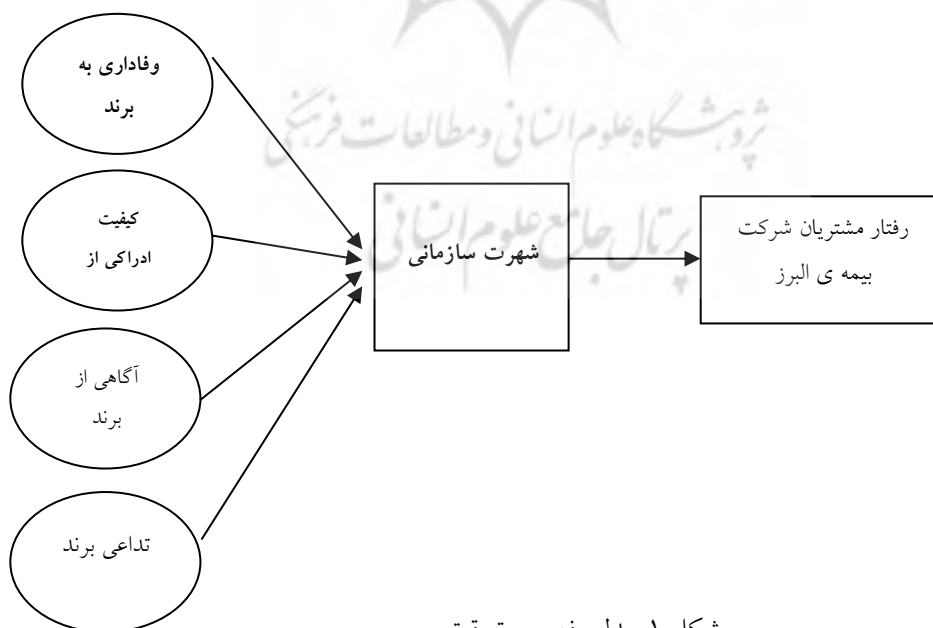 وفاداری به
برند
پژوهشگاه علوم انسانی و مطالعات فرهنگی
پرتال جامع علوم انسانی
کیفیت
ادراکی از
شهرت سازمانی
رفتار مشتریان شرکت
بیمه ی البرز
آگاهی از
برند
تداعی برند